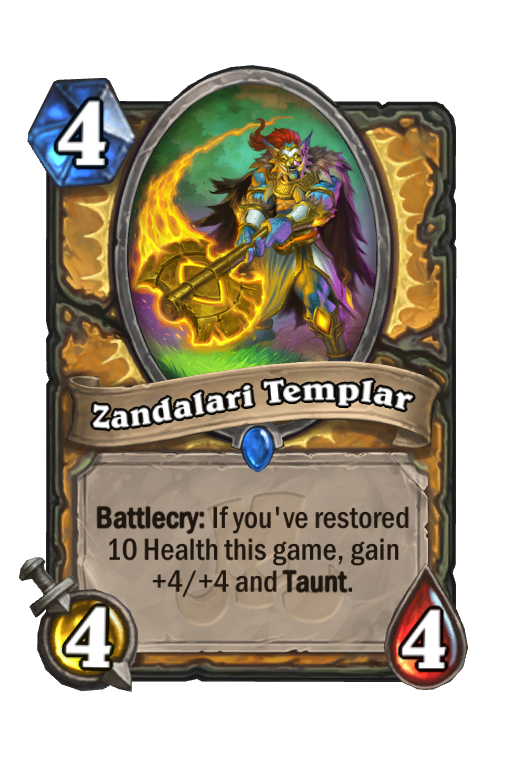 4
Zandalari Templar
Battlecry: If you've restored
10 Health this game, gain
+4/+4 and Taunt.
4
4